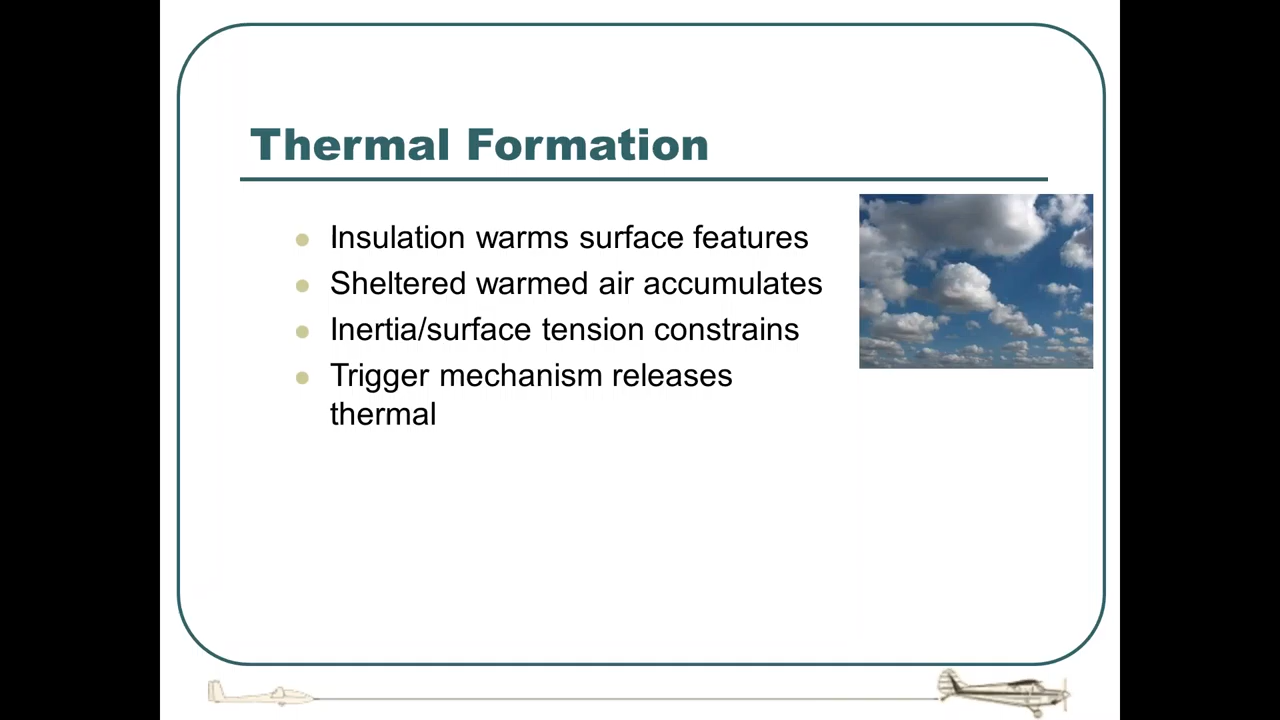 Thermal Formation
Insulation warms surface features
Sheltered warmed air accumulates
Inertia/surface tension constrains
Trigger mechanism releases
thermal